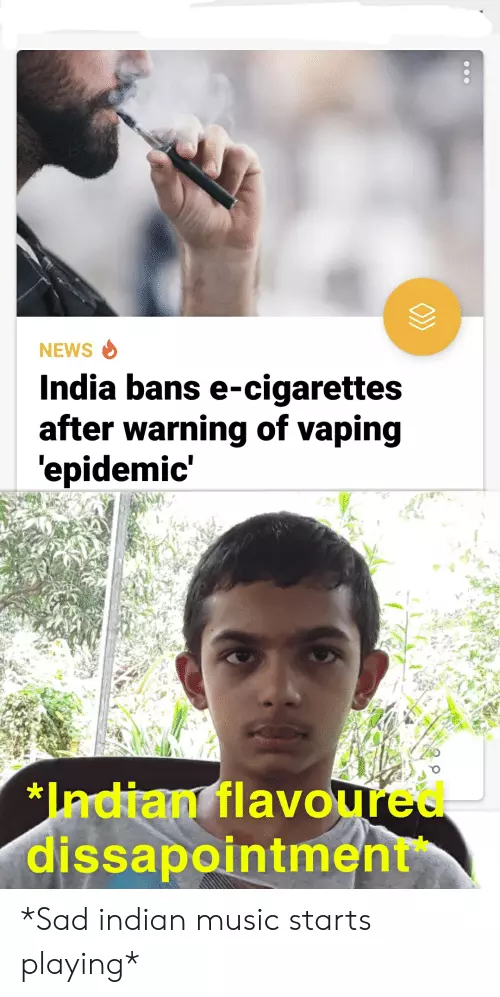 NEWS
India bans e-cigarettes
after warning of vaping
'epidemic'
*Indian flavoured
dissapointment*
*Sad indian music starts
playing*